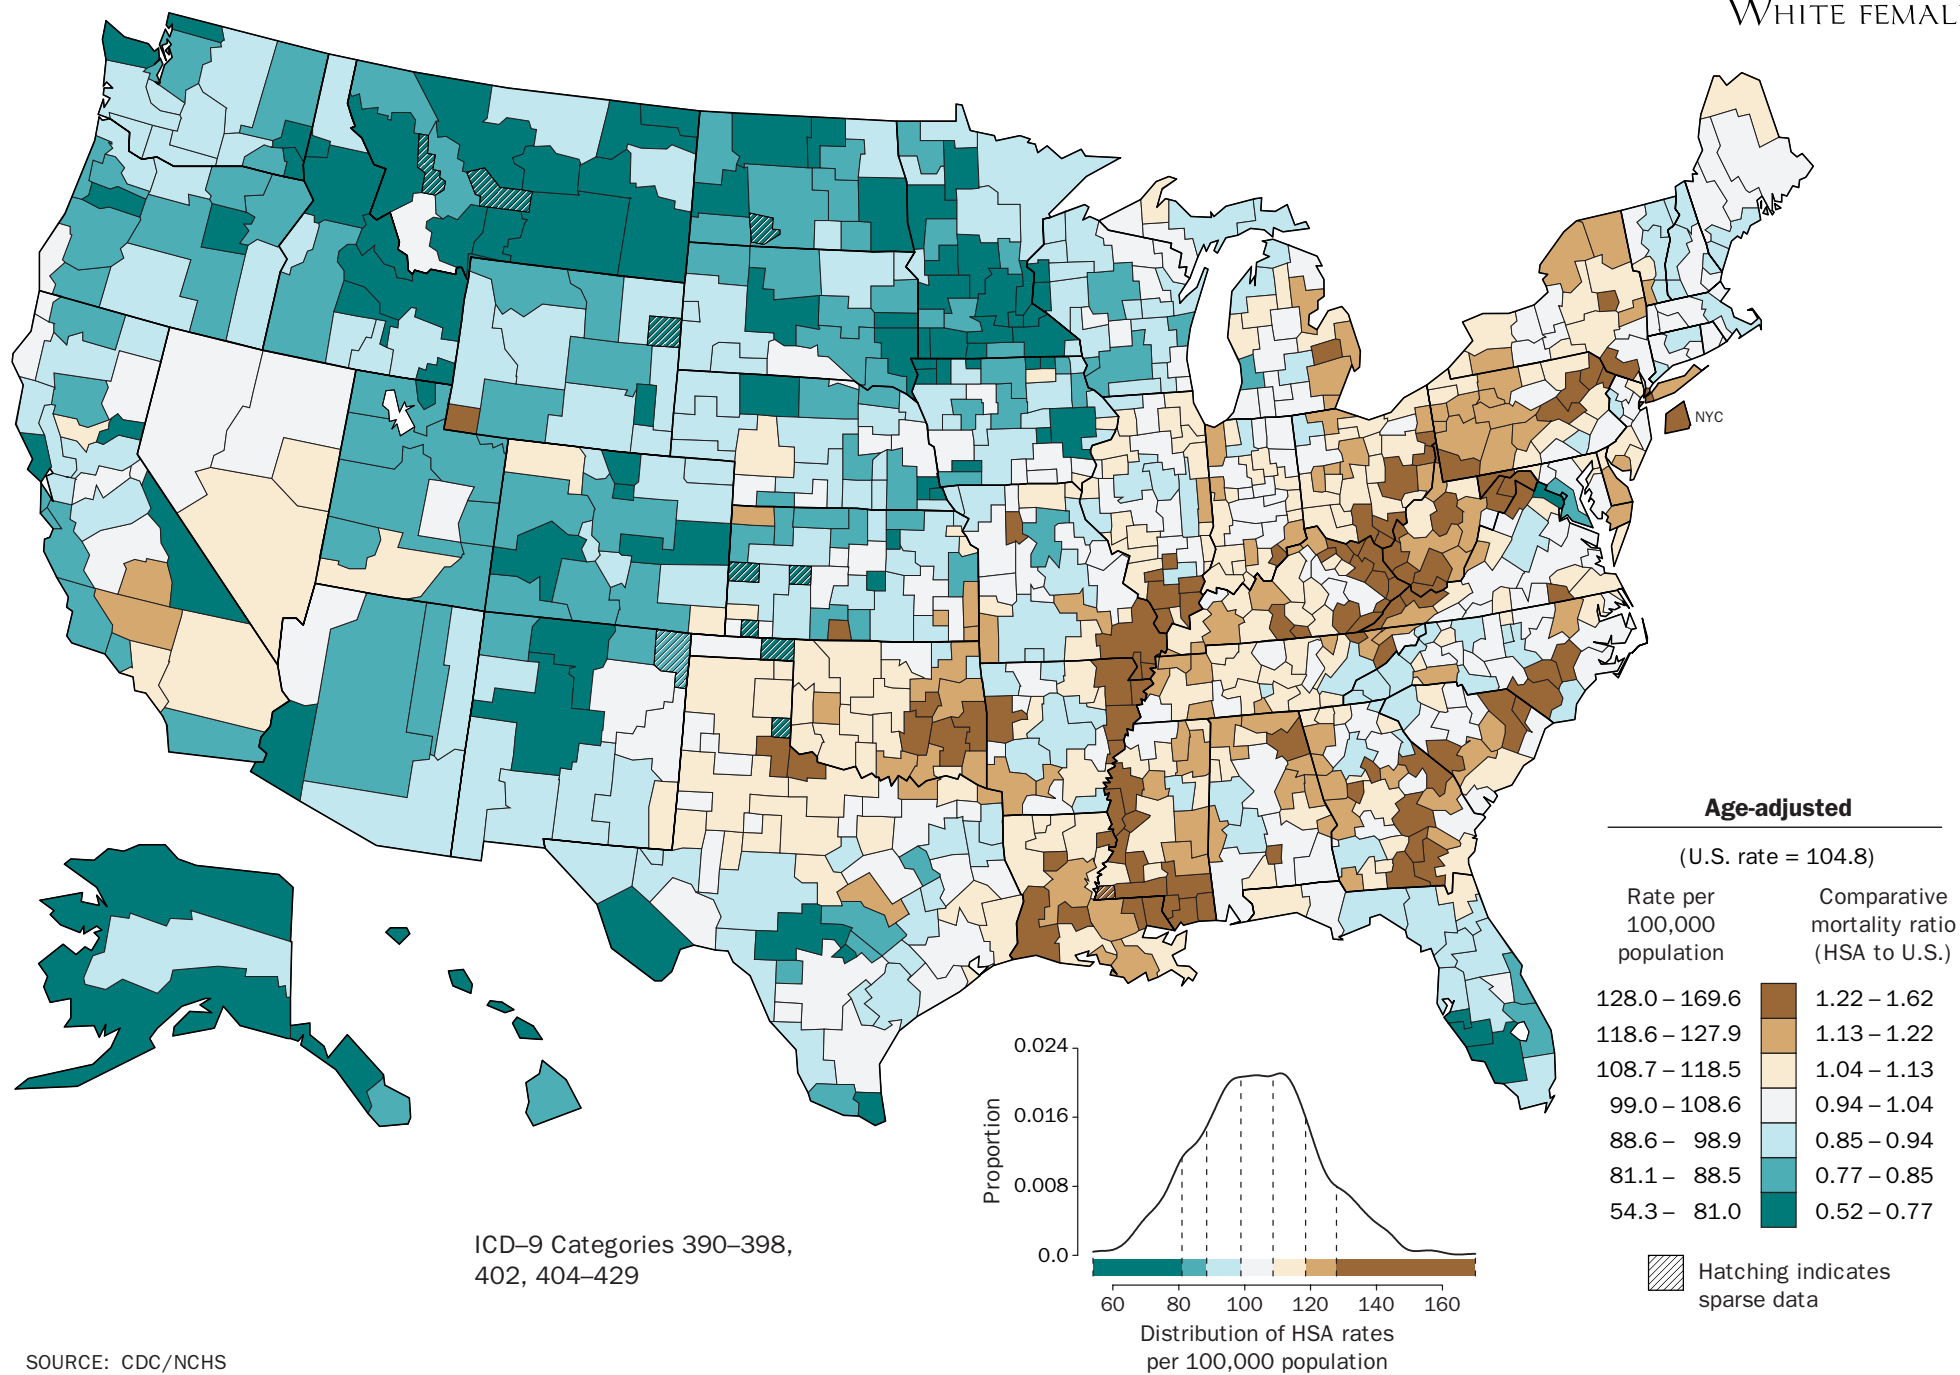 WHITE FEMAL
NYC
Age-adjusted
(U.S. rate = 104.8)
Rate per
100,000
population
Comparative
mortality ratio
(HSA to U.S.)
128.0 – 169.6 1.22 – 1.62
118.6 – 127.9 1.13 – 1.22
108.7 – 118.5 1.04 – 1.13
99.0 – 108.6 0.94 – 1.04
88.6 – 98.9 0.85 – 0.94
81.1 – 88.5 0.77 – 0.85
54.3 – 81.0 0.52 – 0.77
Hatching indicates
sparse data
Proportion
0.024
0.016
0.008
0.0
60 80 100 120 140 160
Distribution of HSA rates
per 100,000 population
ICD–9 Categories 390–398,
402, 404–429
SOURCE: CDC/NCHS